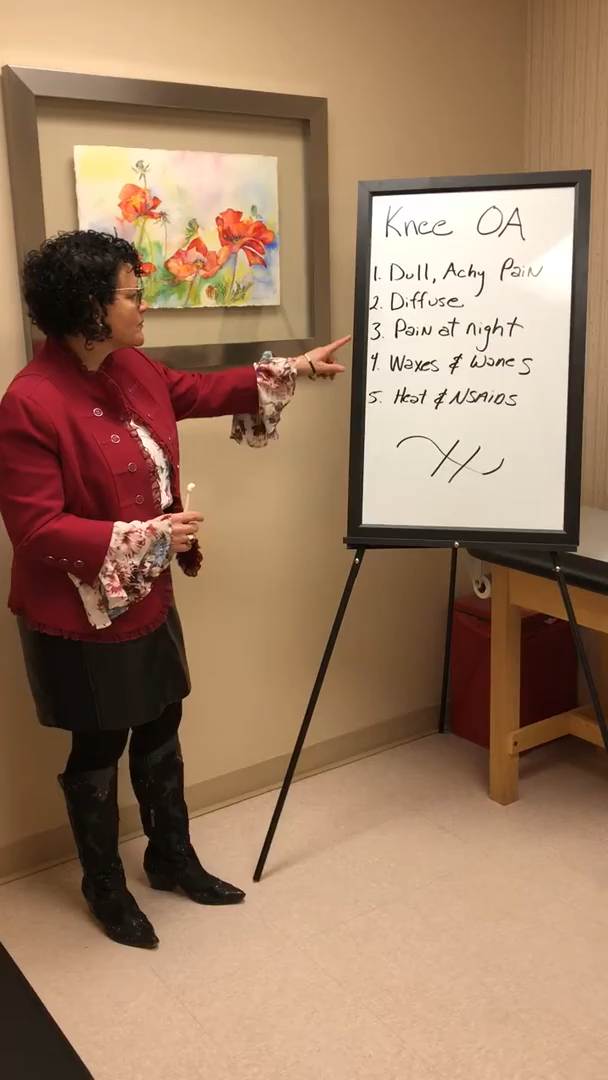 Knee OA
1. Dull, Achy Pain
2. Diffuse
3. Pain at night
4. Waxes & Wanes
5. Heat & NSAIDS